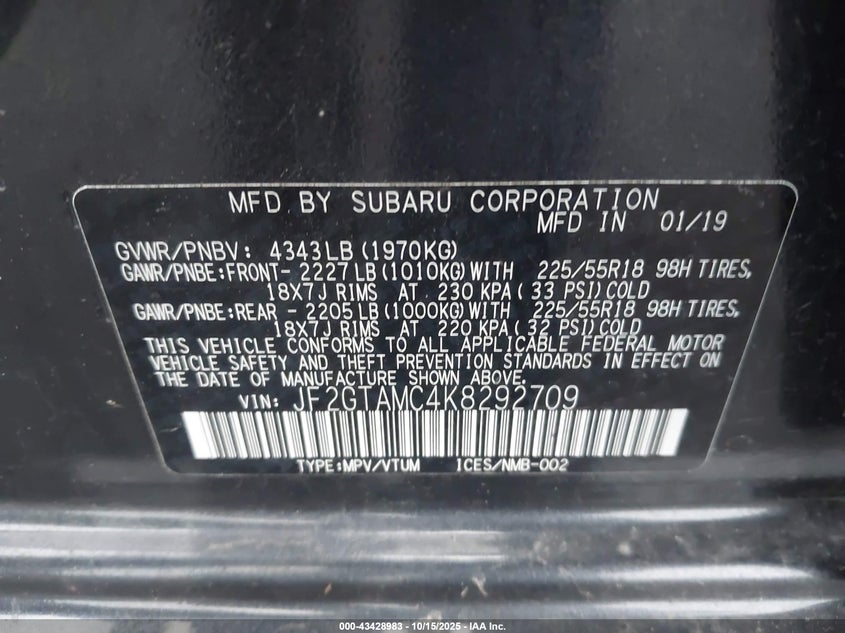 MFD BY SUBARU CORPORATION
MFD IN 01/19
GVWR/PNBV: 4343LB (1970KG)
GAWR/PNBE:FRONT- 2227LB(1010KG)WITH 225/55R18 98H TIRES,
18X7J RIMS AT 230 KPA( 33 PSI)COLD
GAWR/PNBE:REAR - 2205LB(1000KG)WITH 225/55R18 98H TIRES,
18X7J RIMS AT 220 KPA( 32 PSI)COLD
THIS VEHICLE CONFORMS TO ALL APPLICABLE FEDERAL MOTOR
VEHICLE SAFETY AND THEFT PREVENTION STANDARDS IN EFFECT ON
THE DATE OF MANUFACTURE SHOWN ABOVE.
VIN: JF2GTAMC4K8292709
TYPE:MPV/VTUM ICES/NMB-002
000-43428983 - 10/15/2025 - IAA Inc.